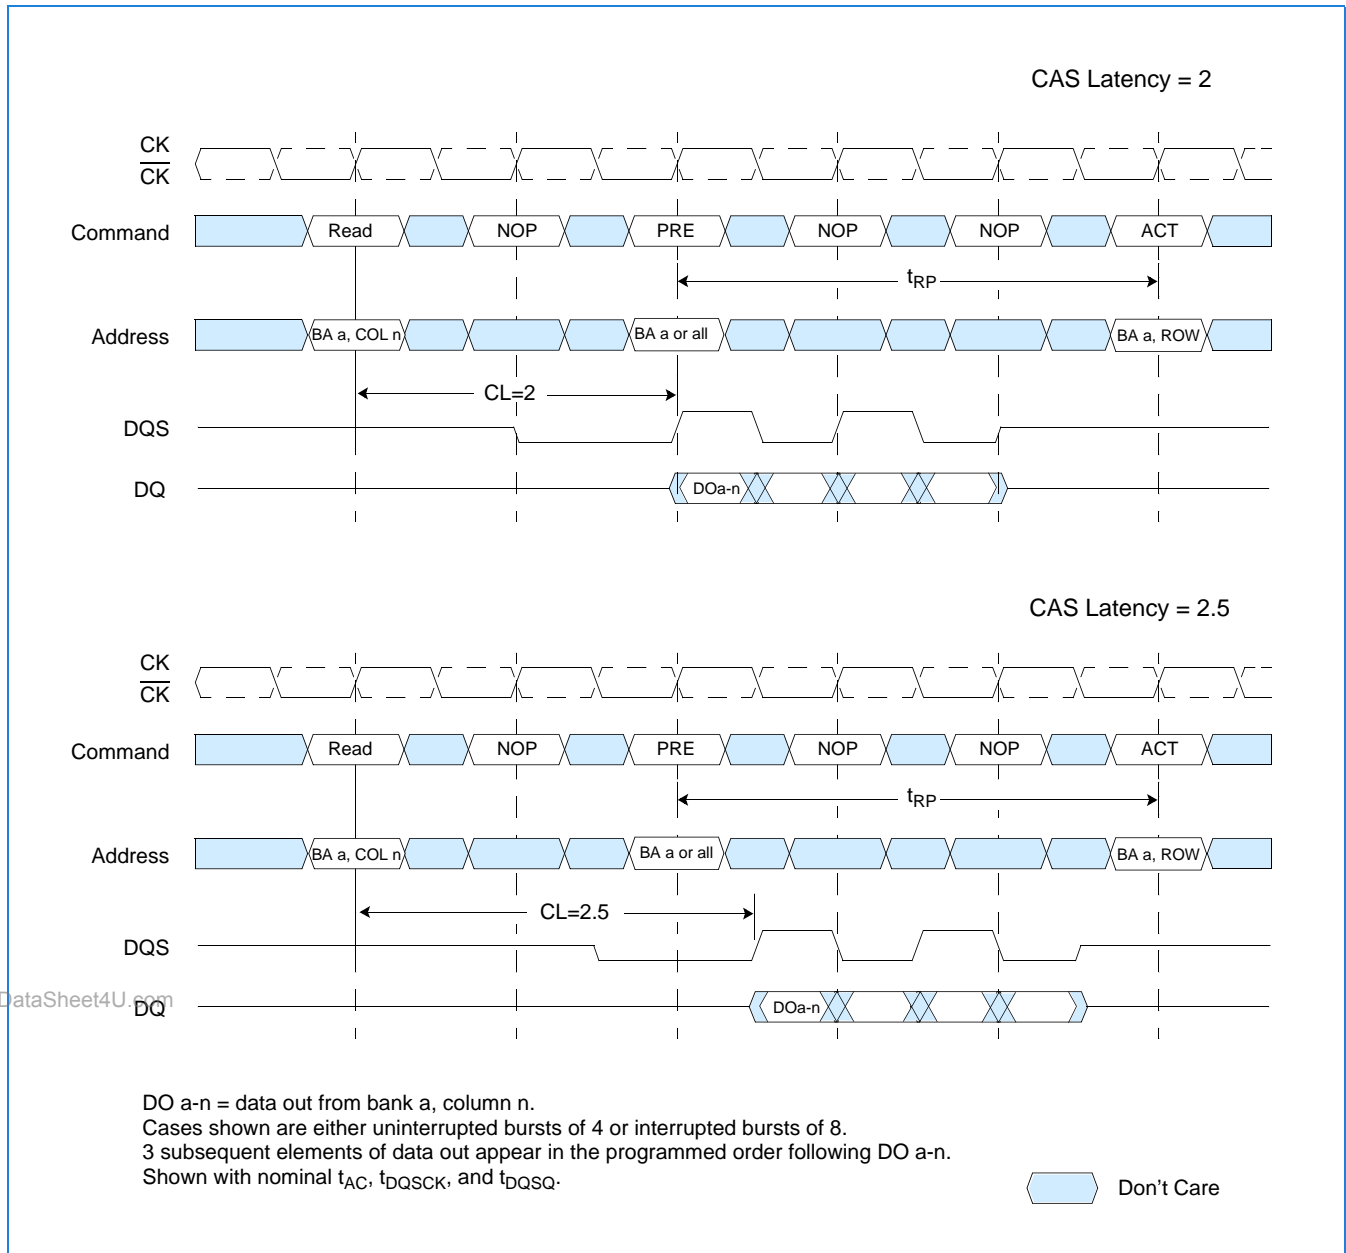 CAS Latency = 2
CK
CK
Command Read NOP PRE NOP NOP ACT
tRP
Address BA a, COL n BA a or all BA a, ROW
CL=2
DQS
DQ DOa-n
CAS Latency = 2.5
CK
CK
Command Read NOP PRE NOP NOP ACT
tRP
Address BA a, COL n BA a or all BA a, ROW
CL=2.5
DQS
DataSheet4U.com
DQ DOa-n
DO a-n = data out from bank a, column n.
Cases shown are either uninterrupted bursts of 4 or interrupted bursts of 8.
3 subsequent elements of data out appear in the programmed order following DO a-n.
Shown with nominal tAC, tDQSCK, and tDQSQ.
Don't Care